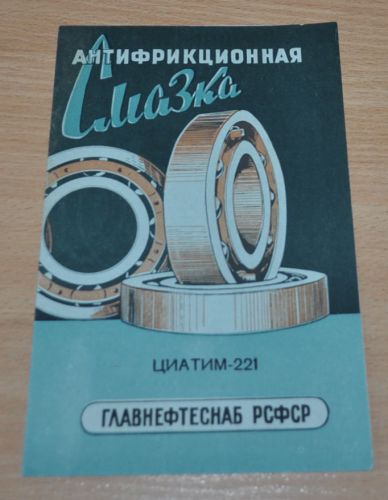 АНТИФРИКЦИОННАЯ
Смазка
ЦИАТИМ-221
ГЛАВНЕФТЕСНАБ РСФСР